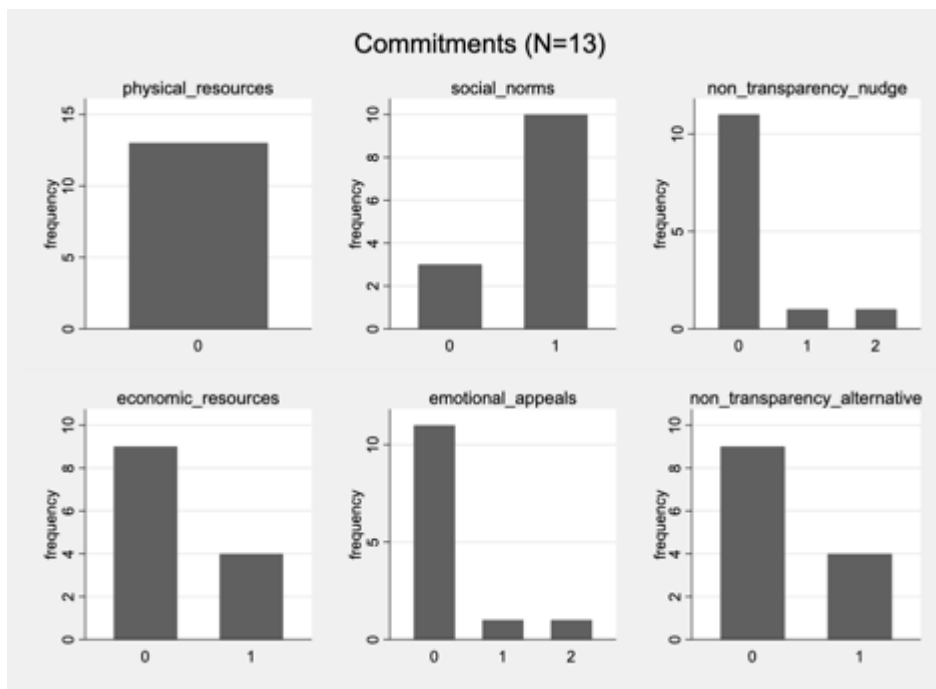 Commitments (N=13)
physical_resources
frequency
0
5
10
15
0
social_norms
frequency
0
2
4
6
8
10
0 1
non_transparency_nudge
frequency
0
5
10
0 1 2
economic_resources
frequency
0
2
4
6
8
10
0 1
emotional_appeals
frequency
0
5
10
0 1 2
non_transparency_alternative
frequency
0
2
4
6
8
10
0 1